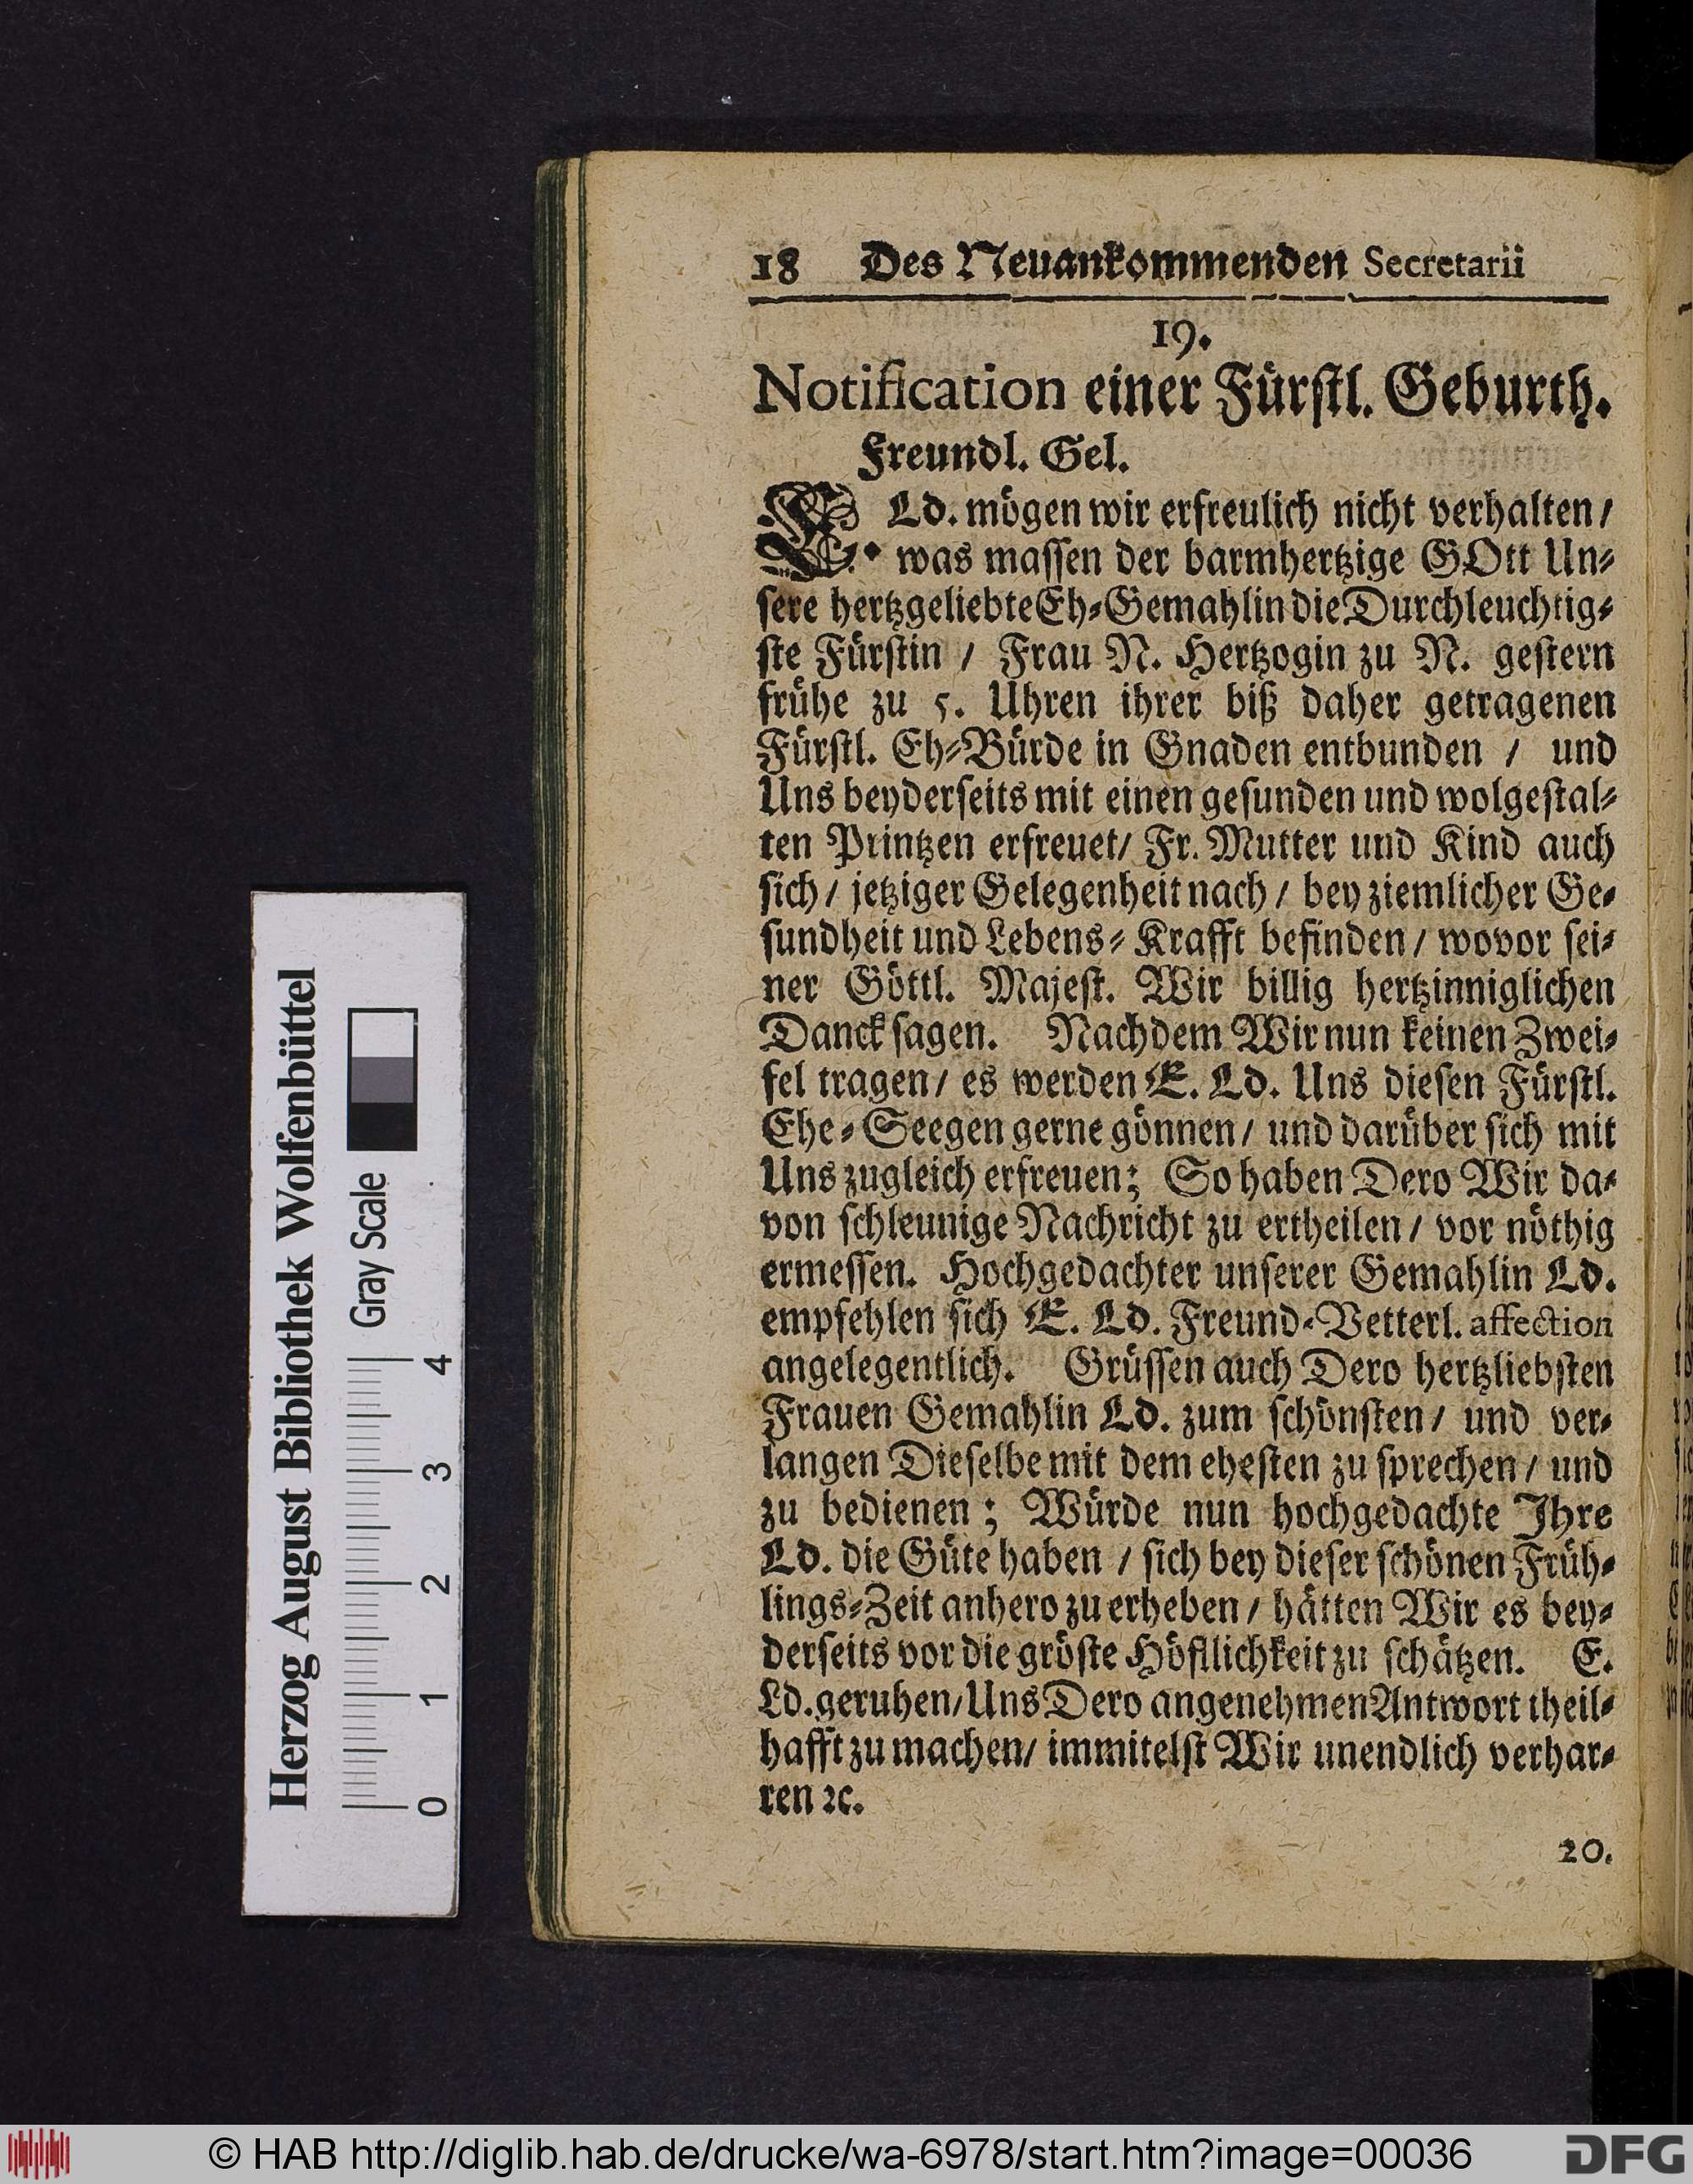 18 Des Neuankommenden Secretarii
19.
Notification einer Fürstl. Geburth.
Freundl. Gel.
E. Ld. mögen wir erfreulich nicht verhalten/
was massen der barmhertzige GOtt Un-
sere hertzgeliebte Eh-Gemahlin die Durchleuchtig-
ste Fürstin / Frau N. Hertzogin zu N. gestern
frühe zu 5. Uhren ihrer biß daher getragenen
Fürstl. Eh-Bürde in Gnaden entbunden / und
Uns beyderseits mit einen gesunden und wolgestal-
ten Printzen erfreuet/ Fr. Mutter und Kind auch
sich/ jetziger Gelegenheit nach/ bey ziemlicher Ge-
sundheit und Lebens-Krafft befinden/ wovor sei-
ner Göttl. Majest. Wir billig hertzinniglichen
Danck sagen. Nachdem Wir nun keinen Zwei-
fel tragen/ es werden E. Ld. Uns diesen Fürstl.
Ehe-Seegen gerne gönnen/ und darüber sich mit
Uns zugleich erfreuen; So haben Dero Wir da-
von schleunige Nachricht zu ertheilen/ vor nöthig
ermessen. Hochgedachter unserer Gemahlin Ld.
empfehlen sich E. Ld. Freund-Vetterl. affection
angelegentlich. Grüssen auch Dero hertzliebsten
Frauen Gemahlin Ld. zum schönsten/ und ver-
langen Dieselbe mit dem ehesten zu sprechen/ und
zu bedienen; Würde nun hochgedachte Ihre
Ld. die Güte haben / sich bey dieser schönen Früh-
lings-Zeit anhero zu erheben/ hätten Wir es bey-
derseits vor die gröste Höfllichkeit zu schätzen. E.
Ld. geruhen/ Uns Dero angenehmen Antwort theil-
hafft zu machen/ immitelst Wir unendlich verhar-
ren ꝛc.
20.
Herzog August Bibliothek Wolfenbüttel
Gray Scale
0 1 2 3 4
© HAB http://diglib.hab.de/drucke/wa-6978/start.htm?image=00036
DFG